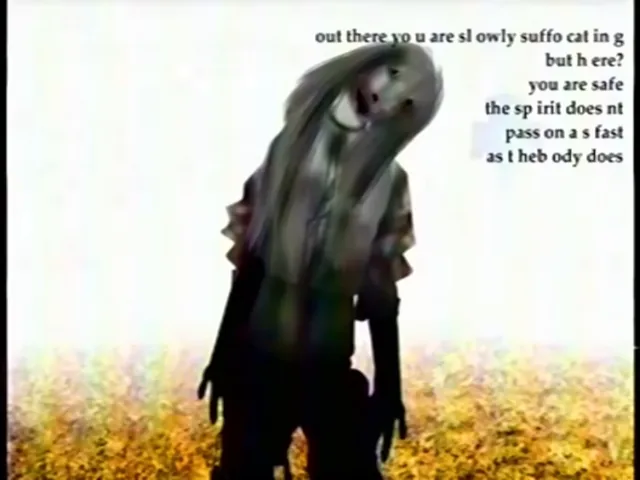 out there yo u are sl owly suffo cat in g
but h ere?
you are safe
the sp irit does nt
pass on a s fast
as t heb ody does